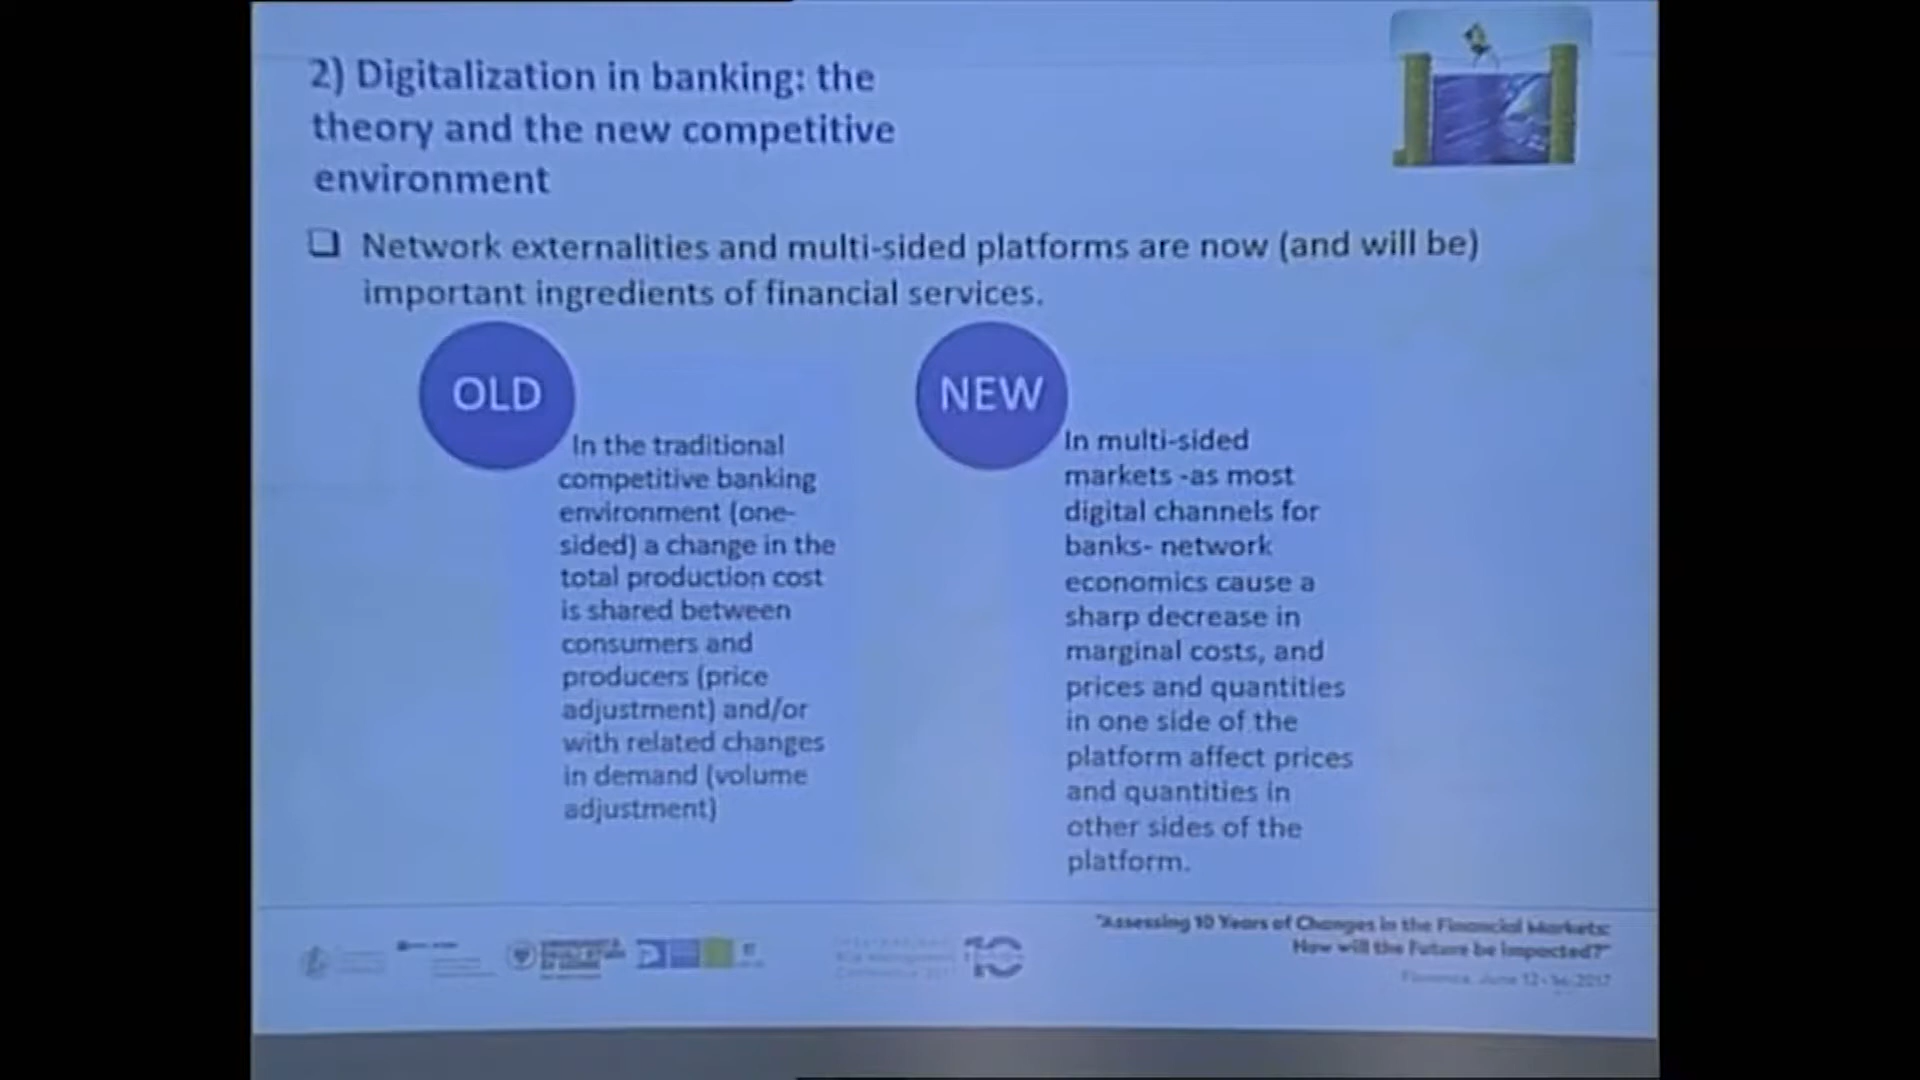 2) Digitalization in banking: the
theory and the new competitive
environment
❑ Network externalities and multi-sided platforms are now (and will be)
important ingredients of financial services.
OLD
In the traditional
competitive banking
environment (one-
sided) a change in the
total production cost
is shared between
consumers and
producers (price
adjustment) and/or
with related changes
in demand (volume
adjustment)
NEW
In multi-sided
markets -as most
digital channels for
banks- network
economics cause a
sharp decrease in
marginal costs, and
prices and quantities
in one side of the
platform affect prices
and quantities in
other sides of the
platform.
10
"Assessing 10 Years of Changes in the Financial Markets:
How will the Future be Impacted?"
Florence, June 12- 2017